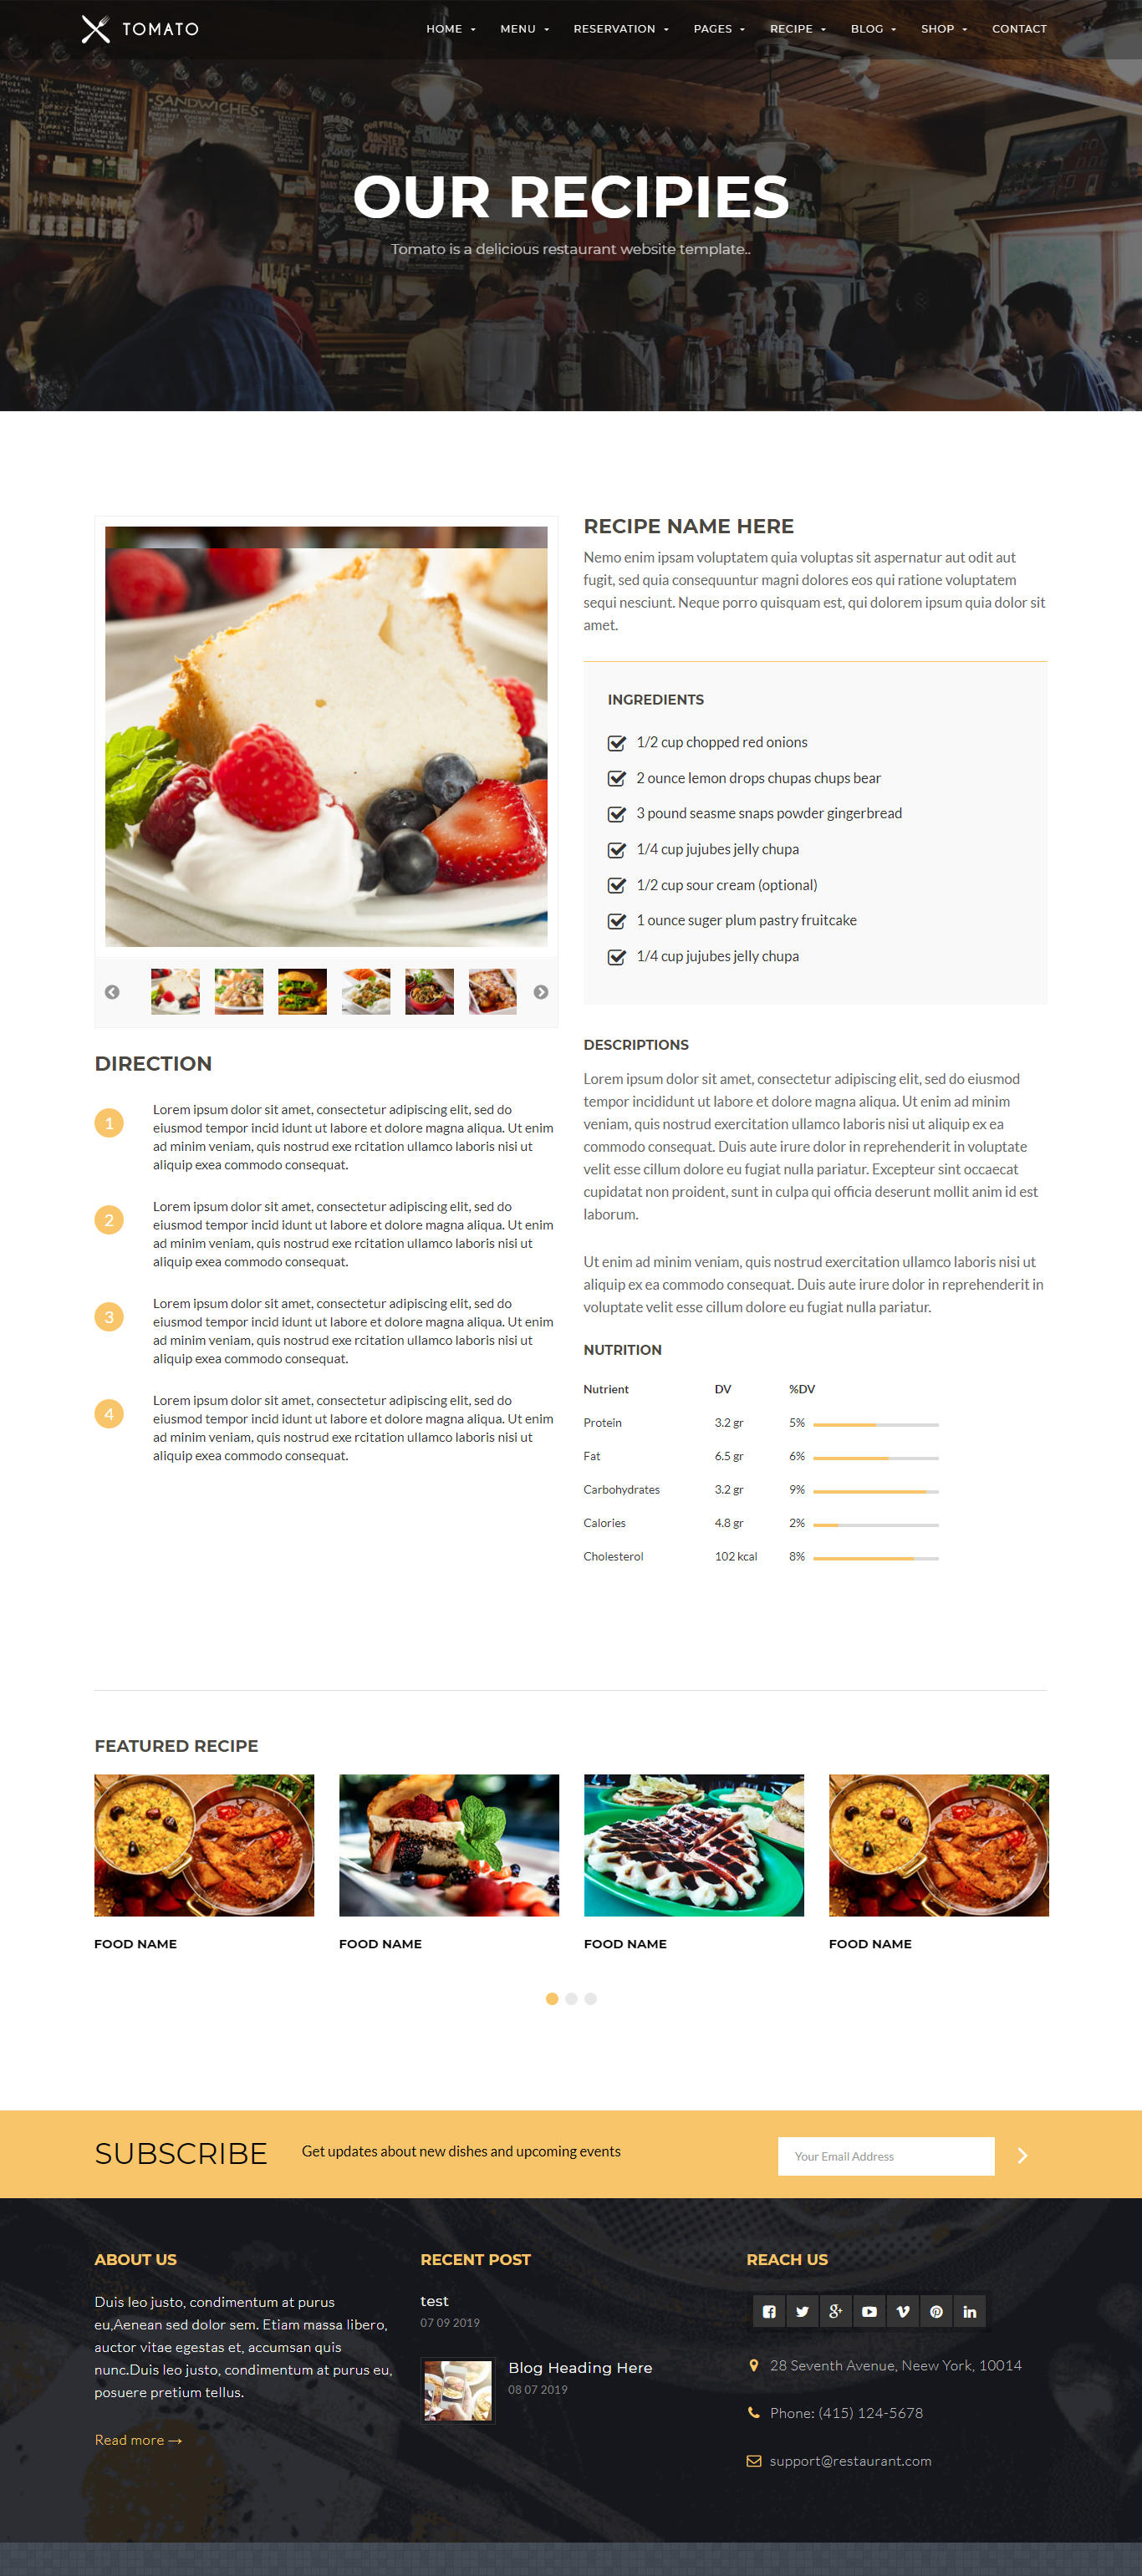 TOMATO
HOME MENU RESERVATION PAGES RECIPE BLOG SHOP CONTACT
SANDWICHES
OUR RECIPIES
Tomato is a delicious restaurant website template..
RECIPE NAME HERE
Nemo enim ipsam voluptatem quia voluptas sit aspernatur aut odit aut
fugit, sed quia consequuntur magni dolores eos qui ratione voluptatem
sequi nesciunt. Neque porro quisquam est, qui dolorem ipsum quia dolor sit
amet.
INGREDIENTS
1/2 cup chopped red onions
2 ounce lemon drops chupas chups bear
3 pound seasme snaps powder gingerbread
1/4 cup jujubes jelly chupa
1/2 cup sour cream (optional)
1 ounce suger plum pastry fruitcake
1/4 cup jujubes jelly chupa
DIRECTION
1
Lorem ipsum dolor sit amet, consectetur adipiscing elit, sed do
eiusmod tempor incid idunt ut labore et dolore magna aliqua. Ut enim
ad minim veniam, quis nostrud exe rcitation ullamco laboris nisi ut
aliquip exea commodo consequat.
2
Lorem ipsum dolor sit amet, consectetur adipiscing elit, sed do
eiusmod tempor incid idunt ut labore et dolore magna aliqua. Ut enim
ad minim veniam, quis nostrud exe rcitation ullamco laboris nisi ut
aliquip exea commodo consequat.
3
Lorem ipsum dolor sit amet, consectetur adipiscing elit, sed do
eiusmod tempor incid idunt ut labore et dolore magna aliqua. Ut enim
ad minim veniam, quis nostrud exe rcitation ullamco laboris nisi ut
aliquip exea commodo consequat.
4
Lorem ipsum dolor sit amet, consectetur adipiscing elit, sed do
eiusmod tempor incid idunt ut labore et dolore magna aliqua. Ut enim
ad minim veniam, quis nostrud exe rcitation ullamco laboris nisi ut
aliquip exea commodo consequat.
DESCRIPTIONS
Lorem ipsum dolor sit amet, consectetur adipiscing elit, sed do eiusmod
tempor incididunt ut labore et dolore magna aliqua. Ut enim ad minim
veniam, quis nostrud exercitation ullamco laboris nisi ut aliquip ex ea
commodo consequat. Duis aute irure dolor in reprehenderit in voluptate
velit esse cillum dolore eu fugiat nulla pariatur. Excepteur sint occaecat
cupidatat non proident, sunt in culpa qui officia deserunt mollit anim id est
laborum.
Ut enim ad minim veniam, quis nostrud exercitation ullamco laboris nisi ut
aliquip ex ea commodo consequat. Duis aute irure dolor in reprehenderit in
voluptate velit esse cillum dolore eu fugiat nulla pariatur.
NUTRITION
Nutrient DV %DV
Protein 3.2 gr 5%
Fat 6.5 gr 6%
Carbohydrates 3.2 gr 9%
Calories 4.8 gr 2%
Cholesterol 102 kcal 8%
FEATURED RECIPE
FOOD NAME FOOD NAME FOOD NAME FOOD NAME
SUBSCRIBE
Get updates about new dishes and upcoming events
Your Email Address
ABOUT US
Duis leo justo, condimentum at purus
eu,Aenean sed dolor sem. Etiam massa libero,
auctor vitae egestas et, accumsan quis
nunc.Duis leo justo, condimentum at purus eu,
posuere pretium tellus.
Read more →
RECENT POST
test
07 09 2019
Blog Heading Here
08 07 2019
REACH US
28 Seventh Avenue, Neew York, 10014
Phone: (415) 124-5678
support@restaurant.com